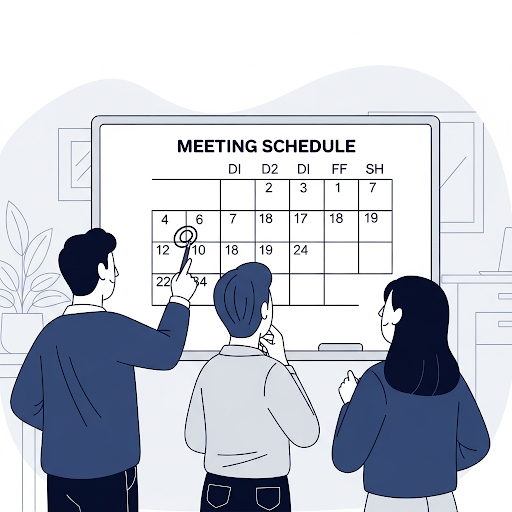 MEETING SCHEDULE
DI D2 DI FF SH
2 3 1 7
4 6 7 18 17 18 19
12 10 18 19 24
22 34